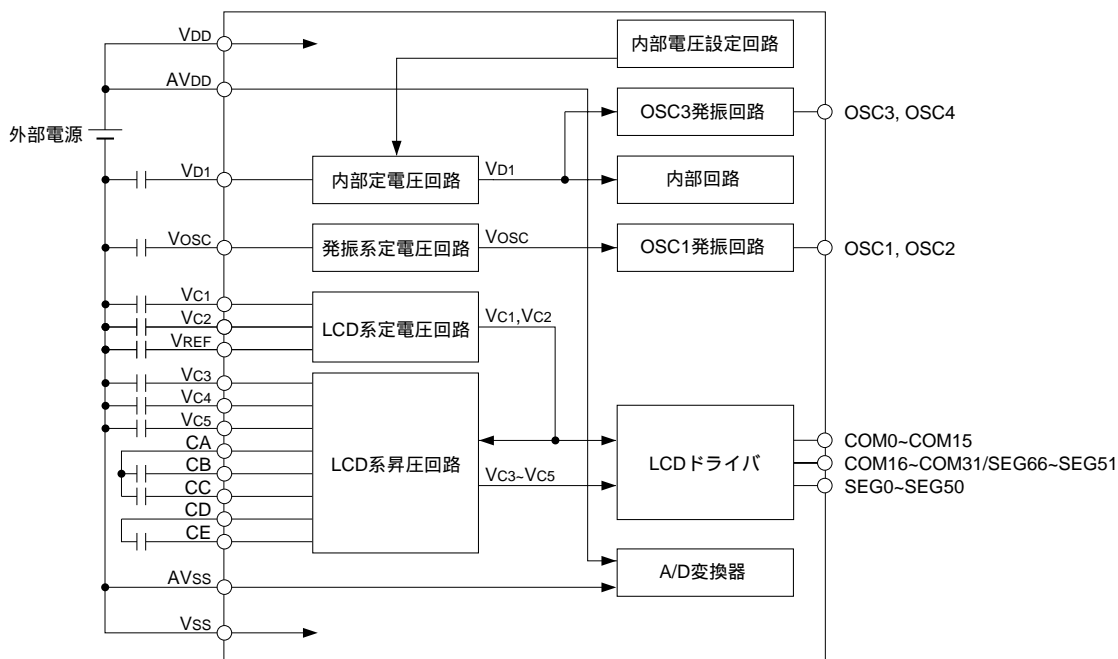 VDD
内部電圧設定回路
AVDD
OSC3発振回路
OSC3, OSC4
外部電源
VD1
内部定電圧回路
VD1
内部回路
VOSC
発振系定電圧回路
VOSC
OSC1発振回路
OSC1, OSC2
VC1
VC2
VREF
LCD系定電圧回路
VC1,VC2
VC3
VC4
VC5
CA
CB
CC
CD
CE
LCD系昇圧回路
VC3~VC5
LCDドライバ
COM0~COM15
COM16~COM31/SEG66~SEG51
SEG0~SEG50
A/D変換器
AVSS
VSS